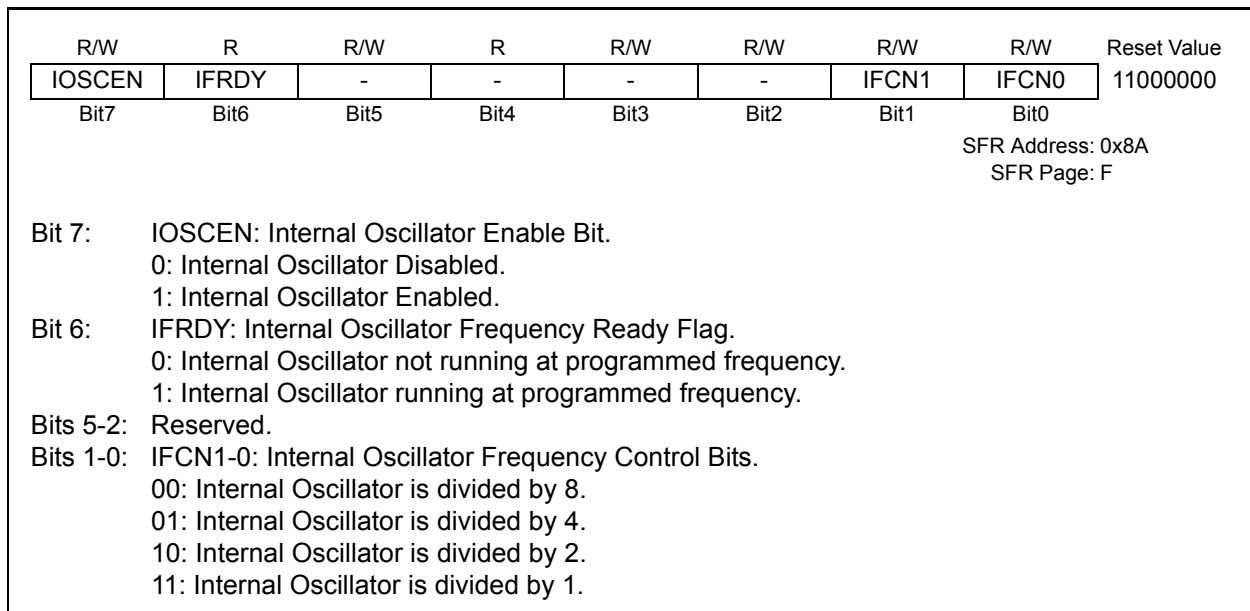 R/W R R/W R R/W R/W R/W R/W Reset Value
IOSCEN IFRDY - - - - IFCN1 IFCN0 11000000
Bit7 Bit6 Bit5 Bit4 Bit3 Bit2 Bit1 Bit0
SFR Address: 0x8A
SFR Page: F
Bit 7: IOSCEN: Internal Oscillator Enable Bit.
0: Internal Oscillator Disabled.
1: Internal Oscillator Enabled.
Bit 6: IFRDY: Internal Oscillator Frequency Ready Flag.
0: Internal Oscillator not running at programmed frequency.
1: Internal Oscillator running at programmed frequency.
Bits 5-2: Reserved.
Bits 1-0: IFCN1-0: Internal Oscillator Frequency Control Bits.
00: Internal Oscillator is divided by 8.
01: Internal Oscillator is divided by 4.
10: Internal Oscillator is divided by 2.
11: Internal Oscillator is divided by 1.